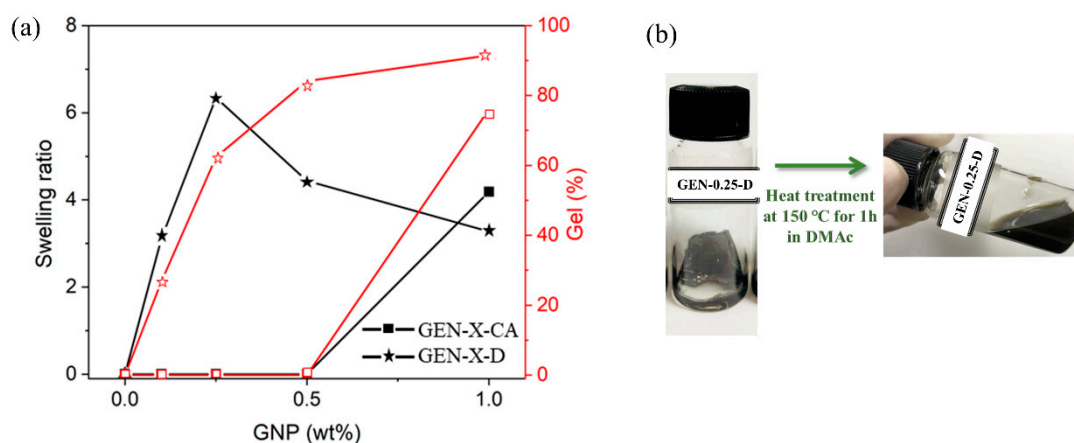 (a)
8
6
4
2
0
Swelling ratio
100
80
60
40
20
0
Gel (%)
GEN-X-CA
GEN-X-D
0.0
0.5
1.0
GNP (wt%)
(b)
GEN-0.25-D
Heat treatment
at 150 °C for 1h
in DMAc
GEN-0.25-D